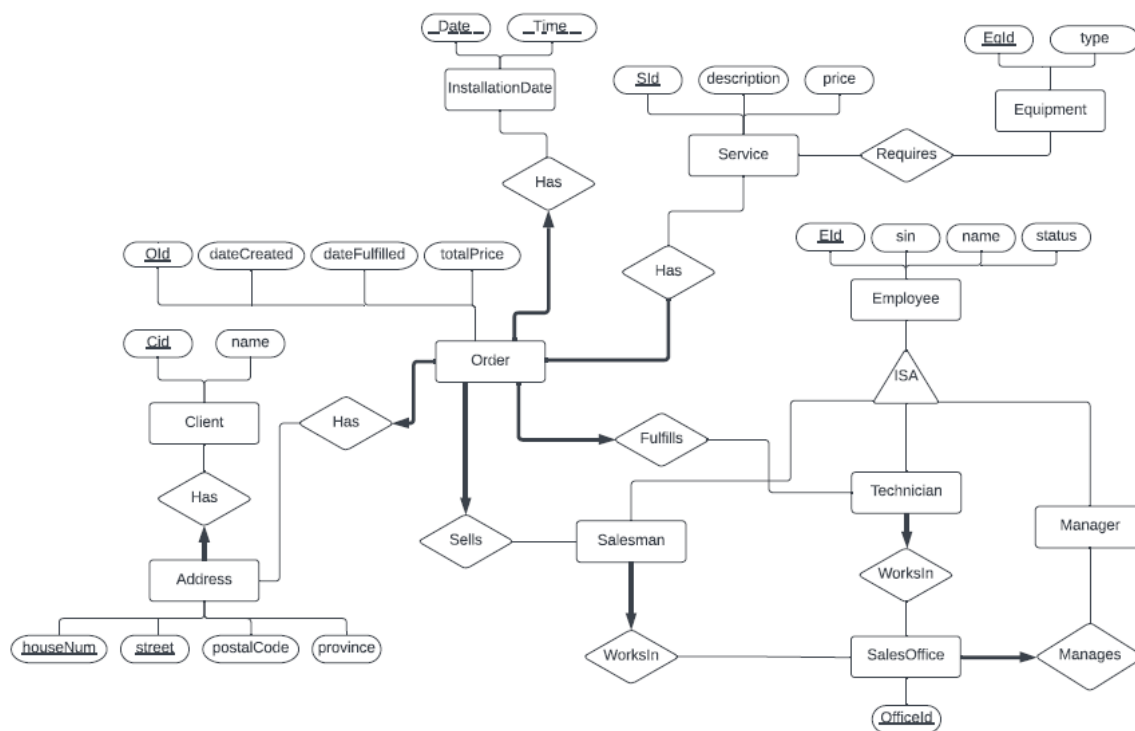 _Date_ _Time_
InstallationDate
EqId type
SId description price
Equipment
Service Requires
Has
OId dateCreated dateFulfilled totalPrice
EId sin name status
Has
Employee
Cid name
Order
ISA
Client
Has
Fulfills
Has
Technician
Sells Salesman Manager
Address
WorksIn
houseNum street postalCode province
WorksIn SalesOffice Manages
OfficeId